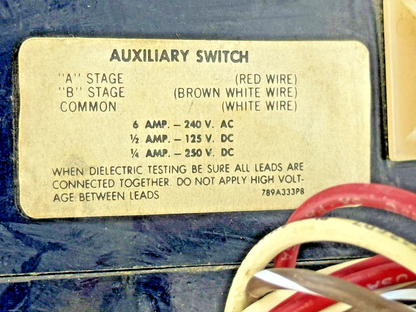 AUXILIARY SWITCH
"A" STAGE (RED WIRE)
"B" STAGE (BROWN WHITE WIRE)
COMMON (WHITE WIRE)
6 AMP. – 240 V. AC
½ AMP. – 125 V. DC
¼ AMP. – 250 V. DC
WHEN DIELECTRIC TESTING BE SURE ALL LEADS ARE
CONNECTED TOGETHER. DO NOT APPLY HIGH VOLT-
AGE BETWEEN LEADS 789A333P8